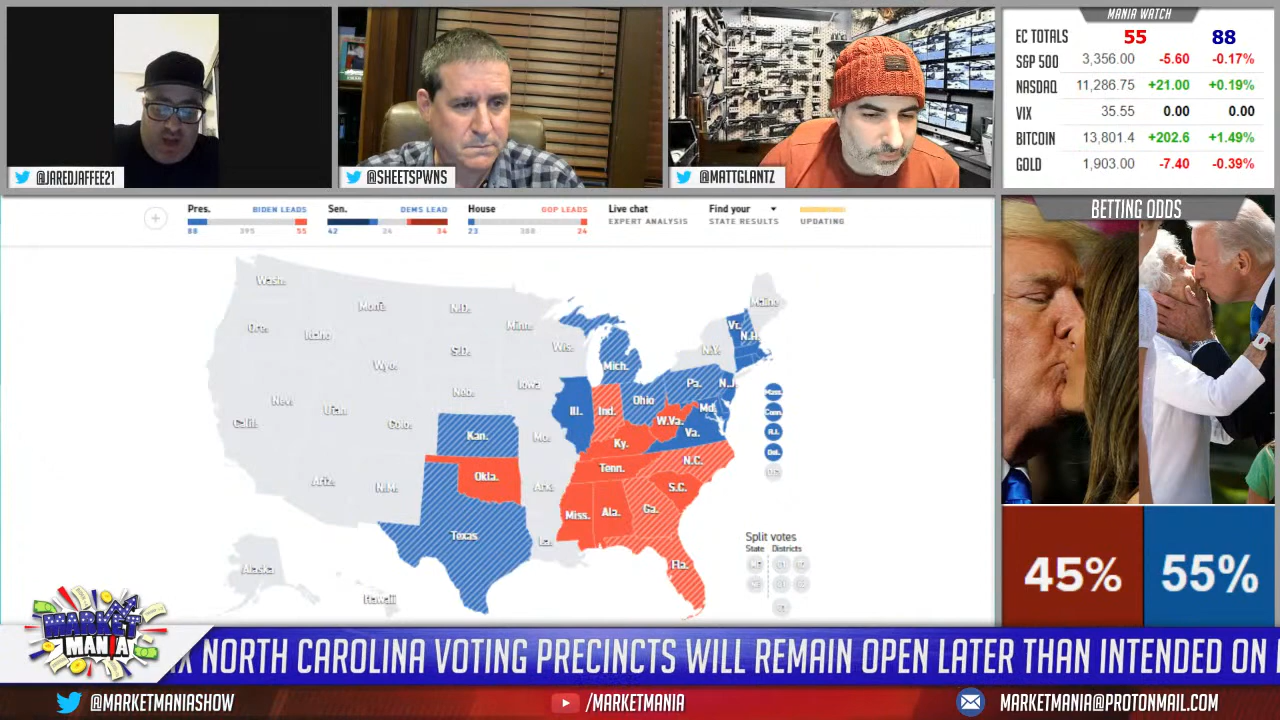 @JAREDJAFFEE21
@SHEETSPWNS
@MATTGLANTZ
MANIA WATCH
EC TOTALS 55 88
S&P 500 3,356.00 -5.60 -0.17%
NASDAQ 11,286.75 +21.00 +0.19%
VIX 35.55 0.00 0.00
BITCOIN 13,801.4 +202.6 +1.49%
GOLD 1,903.00 -7.40 -0.39%
Pres. BIDEN LEADS
88 395 55
Sen. DEMS LEAD
42 24 34
House GOP LEADS
23 388 24
Live chat
EXPERT ANALYSIS
Find your
STATE RESULTS
UPDATING
BETTING ODDS
Wash.
Mont.
N.D.
Minn.
Maine
Ore.
Idaho
Wis.
Vt.
N.H.
S.D.
N.Y.
Wyo.
Mich.
Iowa
Neb.
Pa.
N.J.
Nev.
Utah
Colo.
Ill.
Ind.
Ohio
Md.
Calif.
Kan.
Mo.
W.Va.
Va.
Ky.
Mass.
Conn.
R.I.
Del.
Ariz.
N.M.
Okla.
Ark.
Tenn.
N.C.
S.C.
Texas
La.
Miss.
Ala.
Ga.
Fla.
Alaska
Hawaii
Split votes
State Districts
45% 55%
MARKET
MANIA
NORTH CAROLINA VOTING PRECINCTS WILL REMAIN OPEN LATER THAN INTENDED ON
@MARKETMANIASHOW
/MARKETMANIA
MARKETMANIA@PROTONMAIL.COM